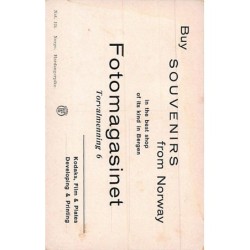 Buy
SOUVENIRS
from Norway
in the best shop
of its kind in Bergen
Fotomagasinet
Torvalmenning 6
Kodaks, Film & Plates
Developing & Printing